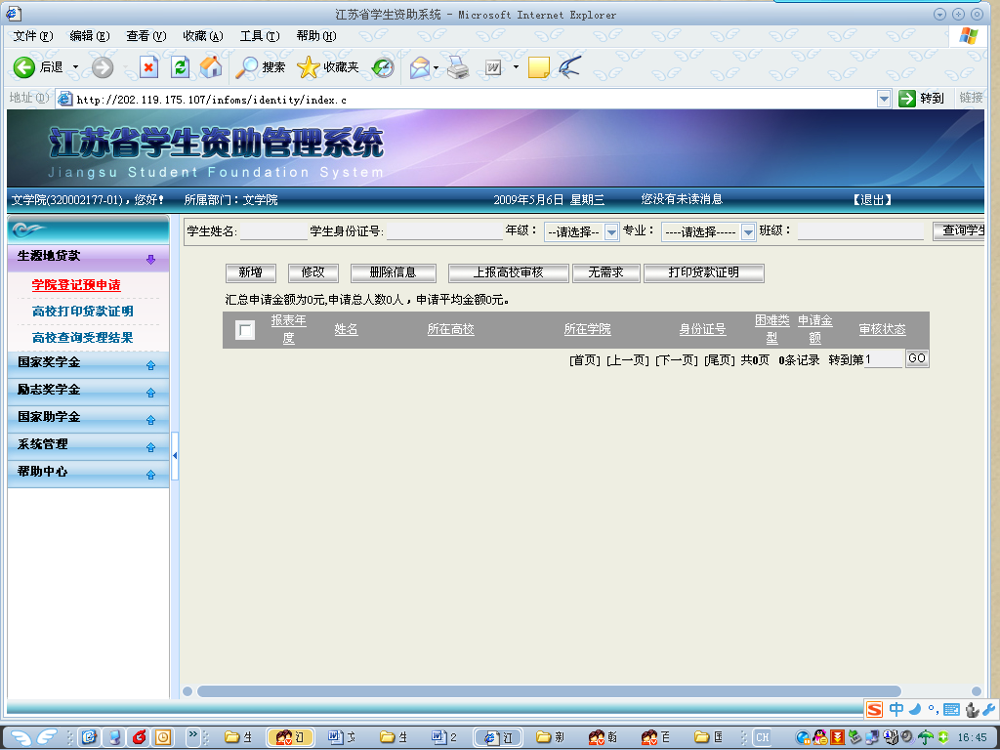 江苏省学生资助系统 - Microsoft Internet Explorer
文件(F) 编辑(E) 查看(V) 收藏(A) 工具(T) 帮助(H)
后退 搜索 收藏夹
地址(D) http://202.119.175.107/infoms/identity/index.c 转到 链接
江苏省学生资助管理系统
Jiangsu Student Foundation System
文学院(320002177-01)，您好! 所属部门：文学院 2009年5月6日 星期三 您没有未读消息 【退出】
学生姓名: 学生身份证号: 年级： --请选择-- 专业： ----请选择----- 班级： 查询学生
生源地贷款
学院登记预申请
高校打印贷款证明
高校查询受理结果
国家奖学金
励志奖学金
国家助学金
系统管理
帮助中心
新增 修改 删除信息 上报高校审核 无需求 打印贷款证明
汇总申请金额为0元,申请总人数0人，申请平均金额0元。
报表年度 姓名 所在高校 所在学院 身份证号 困难类型 申请金额 审核状态
[首页] [上一页] [下一页] [尾页] 共0页 0条记录 转到第1 GO
中
生 江 文 生 2 江 新 国 CH 16:45